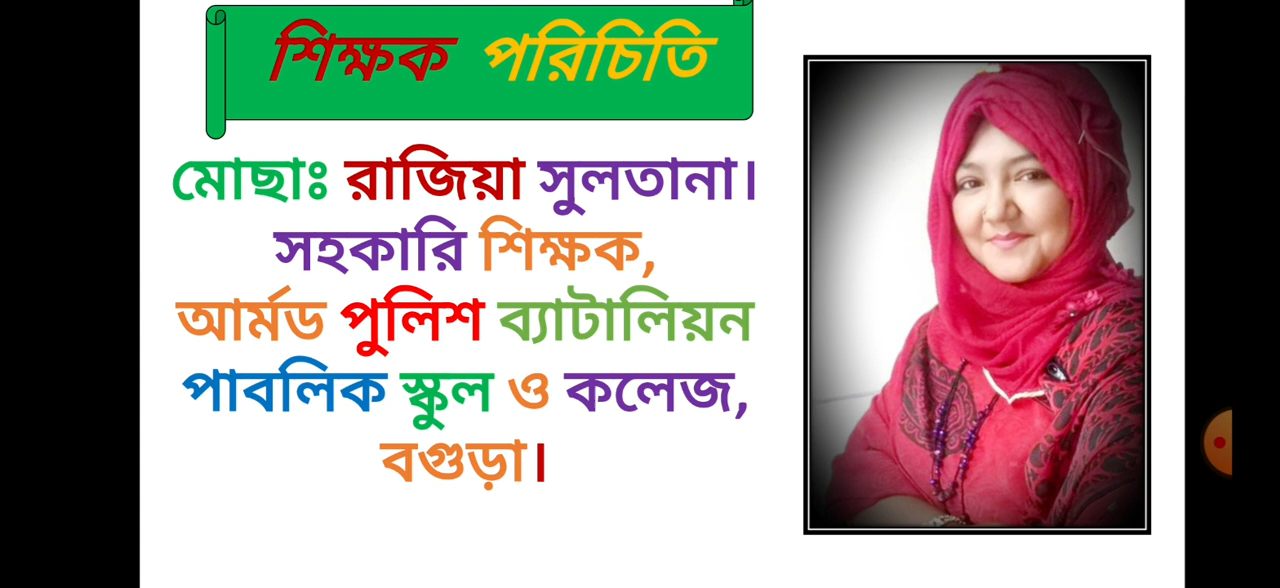 শিক্ষক পরিচিতি
মোছাঃ রাজিয়া সুলতানা।
সহকারি শিক্ষক,
আর্মড পুলিশ ব্যাটালিয়ন
পাবলিক স্কুল ও কলেজ,
বগুড়া।